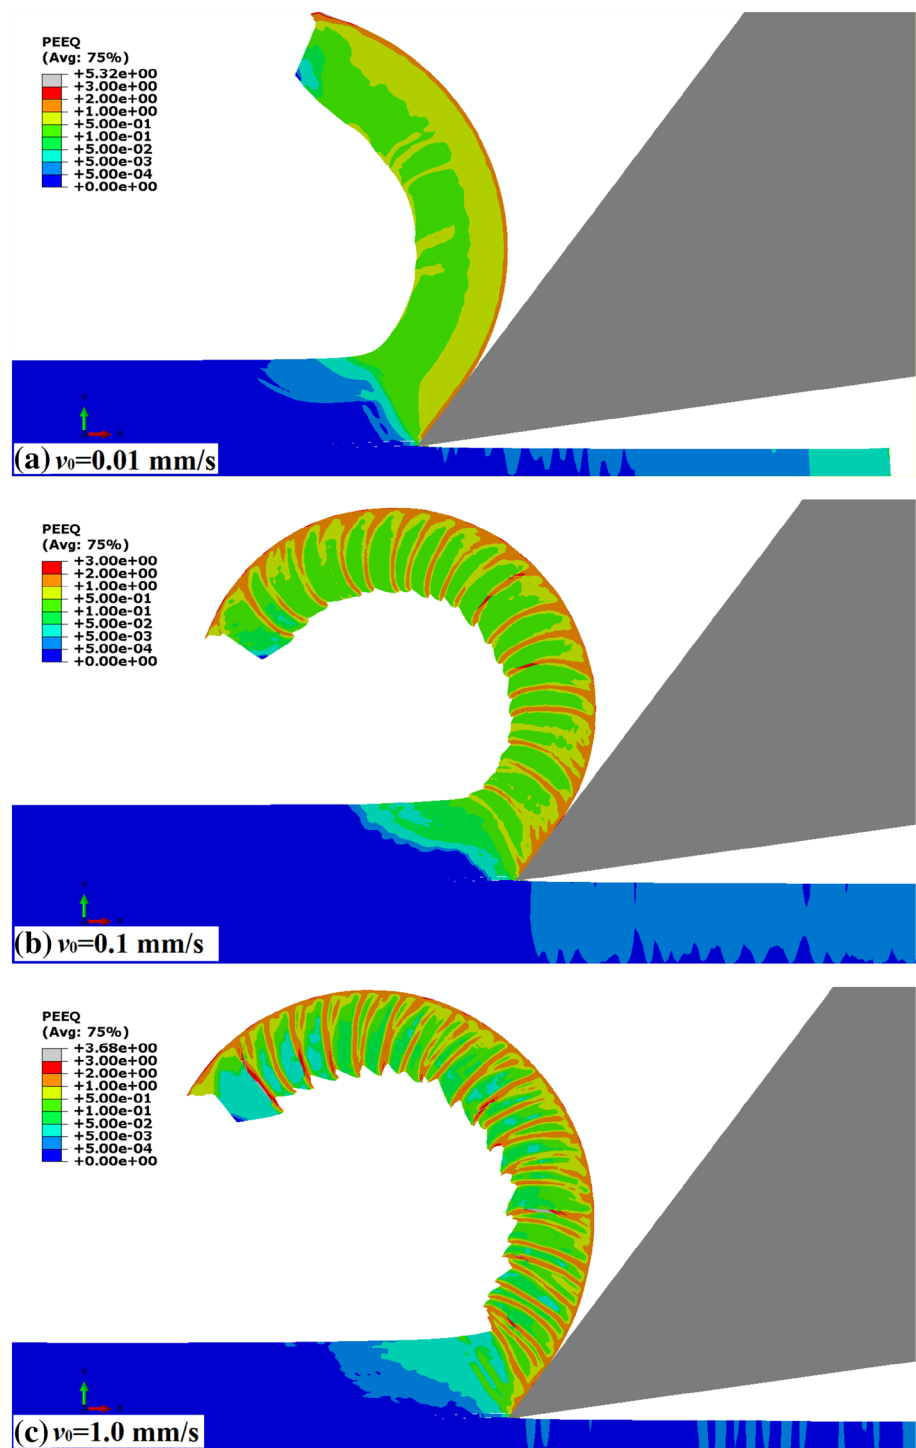 PEEQ
(Avg: 75%)
+5.32e+00
+3.00e+00
+2.00e+00
+1.00e+00
+5.00e-01
+1.00e-01
+5.00e-02
+5.00e-03
+5.00e-04
+0.00e+00
(a) v₀=0.01 mm/s
PEEQ
(Avg: 75%)
+3.00e+00
+2.00e+00
+1.00e+00
+5.00e-01
+1.00e-01
+5.00e-02
+5.00e-03
+5.00e-04
+0.00e+00
(b) v₀=0.1 mm/s
PEEQ
(Avg: 75%)
+3.68e+00
+3.00e+00
+2.00e+00
+1.00e+00
+5.00e-01
+1.00e-01
+5.00e-02
+5.00e-03
+5.00e-04
+0.00e+00
(c) v₀=1.0 mm/s